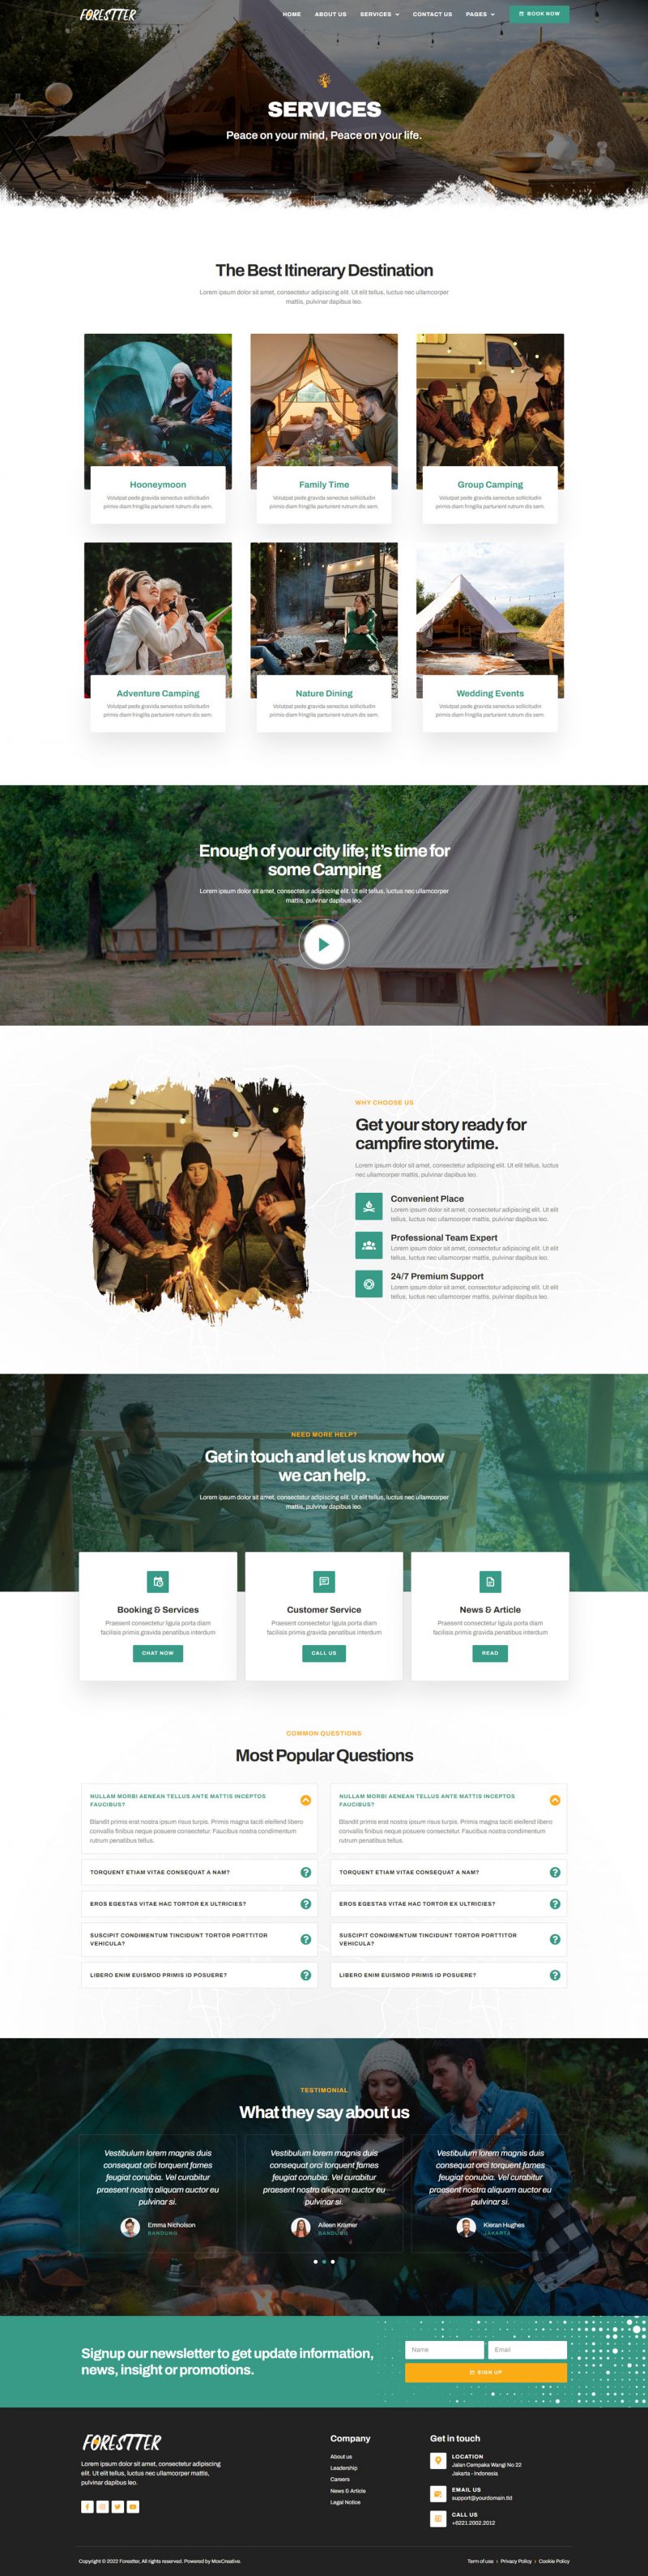 FORESTTER
HOME ABOUT US SERVICES CONTACT US PAGES BOOK NOW
SERVICES
Peace on your mind, Peace on your life.
The Best Itinerary Destination
Lorem ipsum dolor sit amet, consectetur adipiscing elit. Ut elit tellus, luctus nec ullamcorper
mattis, pulvinar dapibus leo.
Hooneymoon
Volutpat pede gravida senectus sollicitudin
primis diam fringilla parturient rutrum dis sem.
Family Time
Volutpat pede gravida senectus sollicitudin
primis diam fringilla parturient rutrum dis sem.
Group Camping
Volutpat pede gravida senectus sollicitudin
primis diam fringilla parturient rutrum dis sem.
Adventure Camping
Volutpat pede gravida senectus sollicitudin
primis diam fringilla parturient rutrum dis sem.
Nature Dining
Volutpat pede gravida senectus sollicitudin
primis diam fringilla parturient rutrum dis sem.
Wedding Events
Volutpat pede gravida senectus sollicitudin
primis diam fringilla parturient rutrum dis sem.
Enough of your city life; it's time for
some Camping
Lorem ipsum dolor sit amet, consectetur adipiscing elit. Ut elit tellus, luctus nec ullamcorper
mattis, pulvinar dapibus leo.
WHY CHOOSE US
Get your story ready for
campfire storytime.
Lorem ipsum dolor sit amet, consectetur adipiscing elit. Ut elit tellus, luctus
nec ullamcorper mattis, pulvinar dapibus leo.
Convenient Place
Lorem ipsum dolor sit amet, consectetur adipiscing elit. Ut elit
tellus, luctus nec ullamcorper mattis, pulvinar dapibus leo.
Professional Team Expert
Lorem ipsum dolor sit amet, consectetur adipiscing elit. Ut elit
tellus, luctus nec ullamcorper mattis, pulvinar dapibus leo.
24/7 Premium Support
Lorem ipsum dolor sit amet, consectetur adipiscing elit. Ut elit
tellus, luctus nec ullamcorper mattis, pulvinar dapibus leo.
NEED MORE HELP?
Get in touch and let us know how
we can help.
Lorem ipsum dolor sit amet, consectetur adipiscing elit. Ut elit tellus, luctus nec ullamcorper
mattis, pulvinar dapibus leo.
Booking & Services
Praesent consectetur ligula porta diam
facilisis primis gravida penatibus interdum
CHAT NOW
Customer Service
Praesent consectetur ligula porta diam
facilisis primis gravida penatibus interdum
CALL US
News & Article
Praesent consectetur ligula porta diam
facilisis primis gravida penatibus interdum
READ
COMMON QUESTIONS
Most Popular Questions
NULLAM MORBI AENEAN TELLUS ANTE MATTIS INCEPTOS
FAUCIBUS?
Blandit primis erat nostra ipsum risus turpis. Primis magna taciti eleifend libero
convallis finibus neque posuere consectetur. Faucibus nostra condimentum
rutrum penatibus tellus.
TORQUENT ETIAM VITAE CONSEQUAT A NAM?
EROS EGESTAS VITAE HAC TORTOR EX ULTRICIES?
SUSCIPIT CONDIMENTUM TINCIDUNT TORTOR PORTTITOR
VEHICULA?
LIBERO ENIM EUISMOD PRIMIS ID POSUERE?
NULLAM MORBI AENEAN TELLUS ANTE MATTIS INCEPTOS
FAUCIBUS?
Blandit primis erat nostra ipsum risus turpis. Primis magna taciti eleifend libero
convallis finibus neque posuere consectetur. Faucibus nostra condimentum
rutrum penatibus tellus.
TORQUENT ETIAM VITAE CONSEQUAT A NAM?
EROS EGESTAS VITAE HAC TORTOR EX ULTRICIES?
SUSCIPIT CONDIMENTUM TINCIDUNT TORTOR PORTTITOR
VEHICULA?
LIBERO ENIM EUISMOD PRIMIS ID POSUERE?
TESTIMONIAL
What they say about us
Vestibulum lorem magnis duis
consequat orci torquent fames
feugiat conubia. Vel curabitur
praesent nostra aliquam auctor eu
pulvinar si.
Emma Nicholson
BANDUNG
Vestibulum lorem magnis duis
consequat orci torquent fames
feugiat conubia. Vel curabitur
praesent nostra aliquam auctor eu
pulvinar si.
Aileen Kramer
BANDUNG
Vestibulum lorem magnis duis
consequat orci torquent fames
feugiat conubia. Vel curabitur
praesent nostra aliquam auctor eu
pulvinar si.
Kieran Hughes
JAKARTA
Signup our newsletter to get update information,
news, insight or promotions.
Name Email
SIGN UP
FORESTTER
Lorem ipsum dolor sit amet, consectetur adipiscing
elit. Ut elit tellus, luctus nec ullamcorper mattis,
pulvinar dapibus leo.
Company
About us
Leadership
Careers
News & Article
Legal Notice
Get in touch
LOCATION
Jalan Cempaka Wangi No 22
Jakarta - Indonesia
EMAIL US
support@yourdomain.tld
CALL US
+6221.2002.2012
Copyright © 2022 Forestter, All rights reserved. Powered by MoxCreative.
Term of use Privacy Policy Cookie Policy